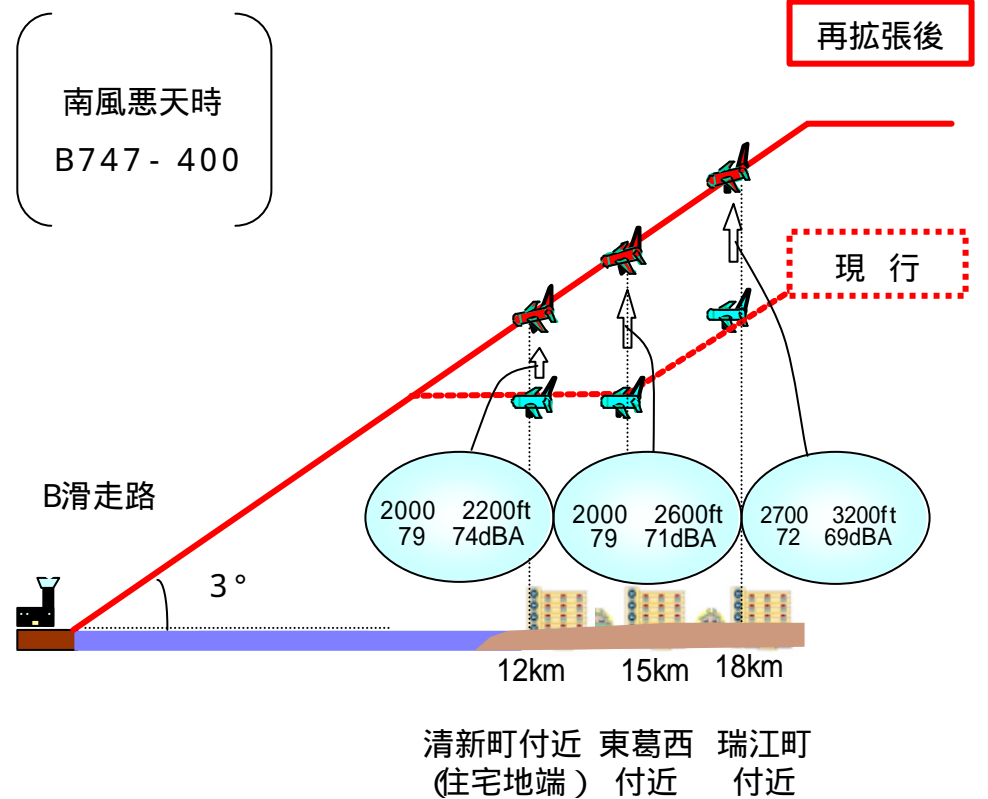 再拡張後
南風悪天時
B747-400
現 行
B滑走路
3°
2000 2200ft
79 74dBA
2000 2600ft
79 71dBA
2700 3200ft
72 69dBA
12km
15km
18km
清新町付近
(住宅地端)
東葛西
付近
瑞江町
付近